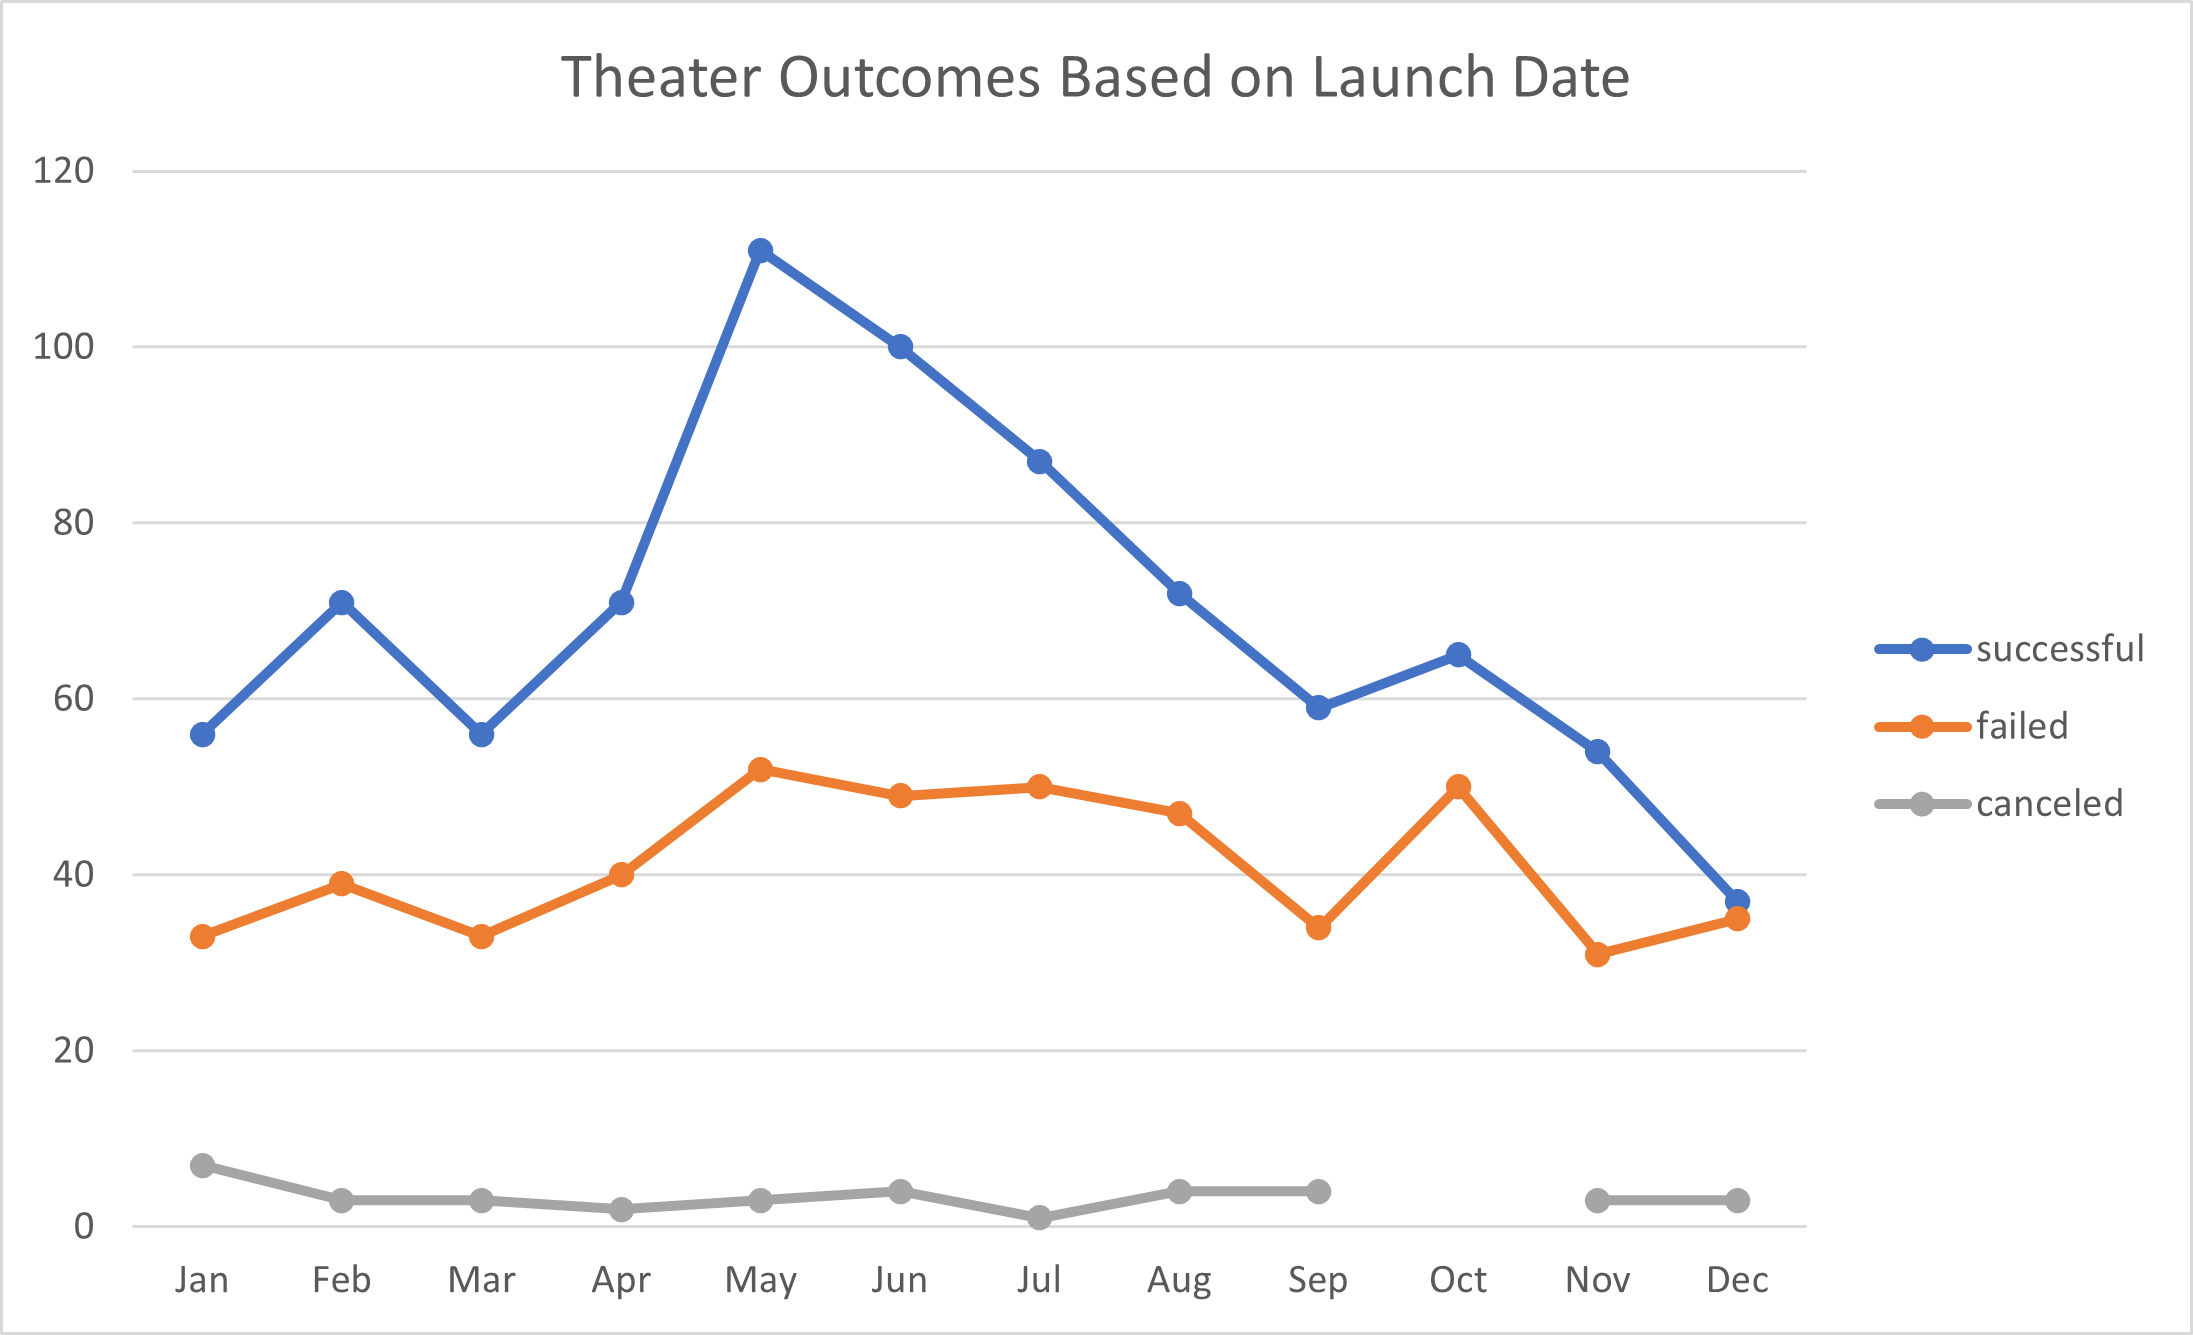 Theater Outcomes Based on Launch Date
120
100
80
60
40
20
0
Jan Feb Mar Apr May Jun Jul Aug Sep Oct Nov Dec
successful
failed
canceled